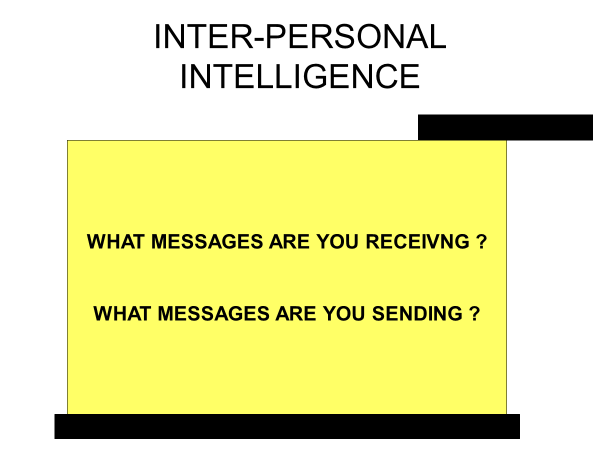 INTER-PERSONAL
INTELLIGENCE
WHAT MESSAGES ARE YOU RECEIVNG ?
WHAT MESSAGES ARE YOU SENDING ?